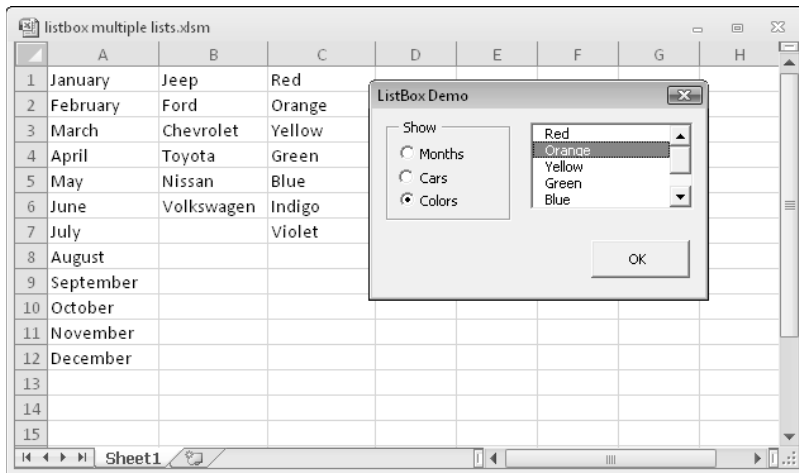 listbox multiple lists.xlsm
A B C D E F G H
1 January Jeep Red
2 February Ford Orange
3 March Chevrolet Yellow
4 April Toyota Green
5 May Nissan Blue
6 June Volkswagen Indigo
7 July Violet
8 August
9 September
10 October
11 November
12 December
13
14
15
ListBox Demo
Show
Months
Cars
Colors
Red
Orange
Yellow
Green
Blue
OK
Sheet1